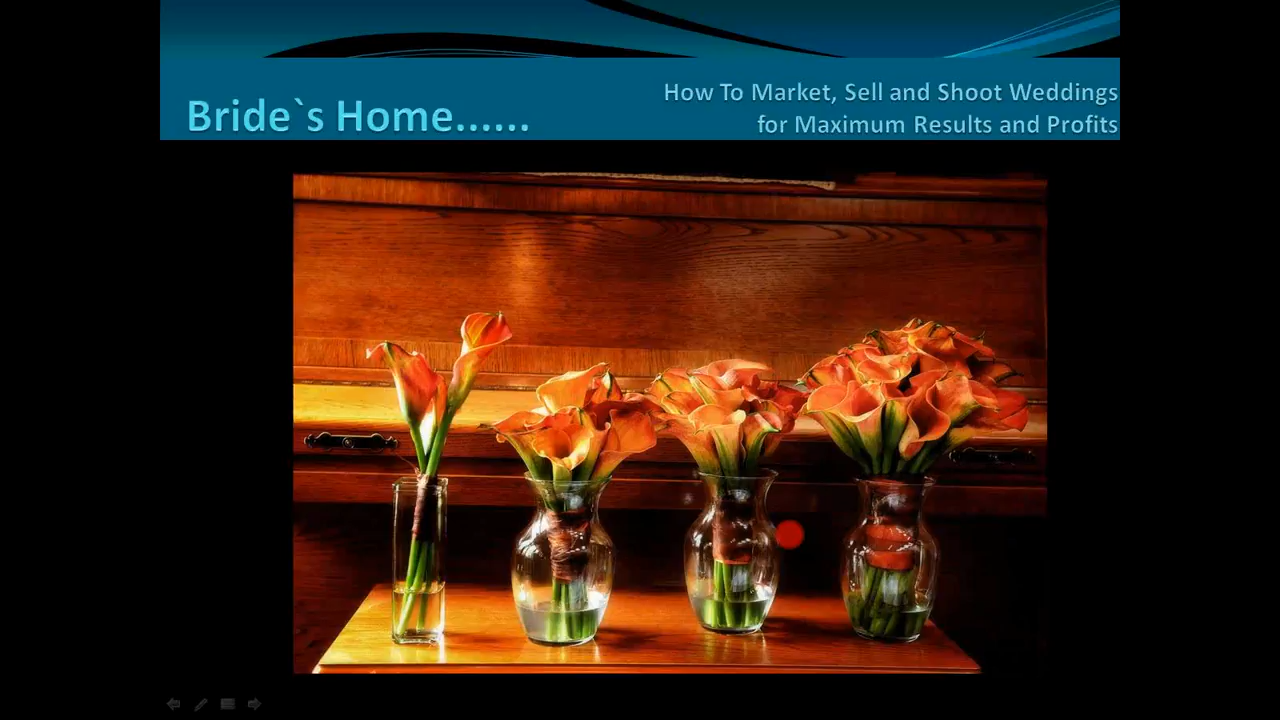 Bride`s Home......
How To Market, Sell and Shoot Weddings
for Maximum Results and Profits